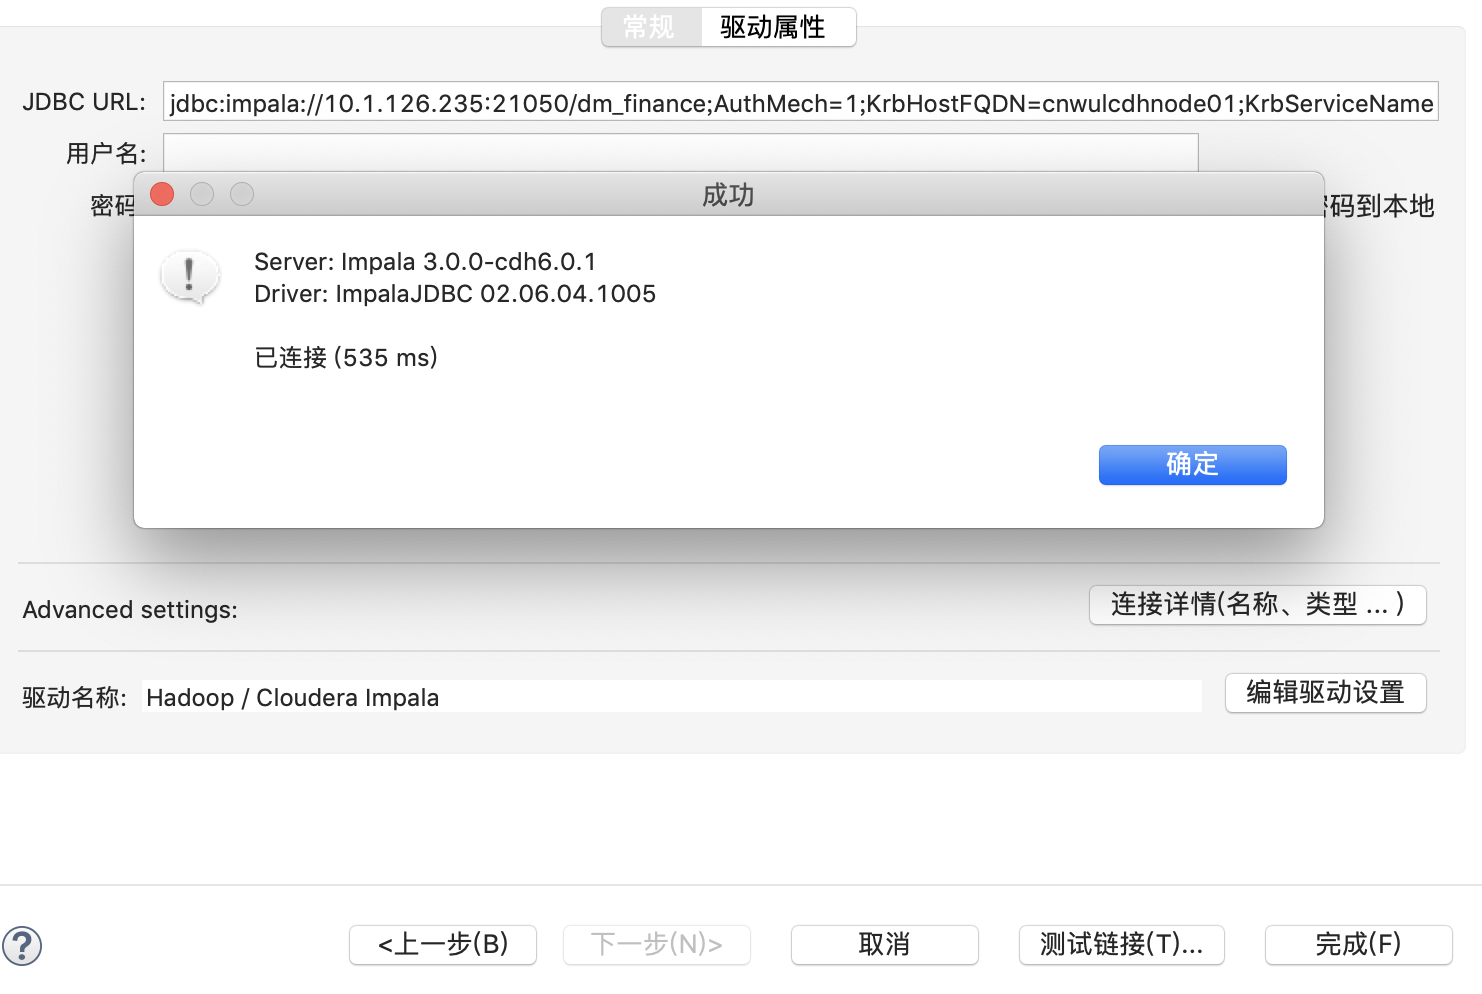 常规 驱动属性
JDBC URL: jdbc:impala://10.1.126.235:21050/dm_finance;AuthMech=1;KrbHostFQDN=cnwulcdhnode01;KrbServiceName
用户名:
成功
密码 码到本地
Server: Impala 3.0.0-cdh6.0.1
Driver: ImpalaJDBC 02.06.04.1005
已连接 (535 ms)
确定
Advanced settings: 连接详情(名称、类型 ... )
驱动名称: Hadoop / Cloudera Impala 编辑驱动设置
? <上一步(B) 下一步(N)> 取消 测试链接(T)... 完成(F)